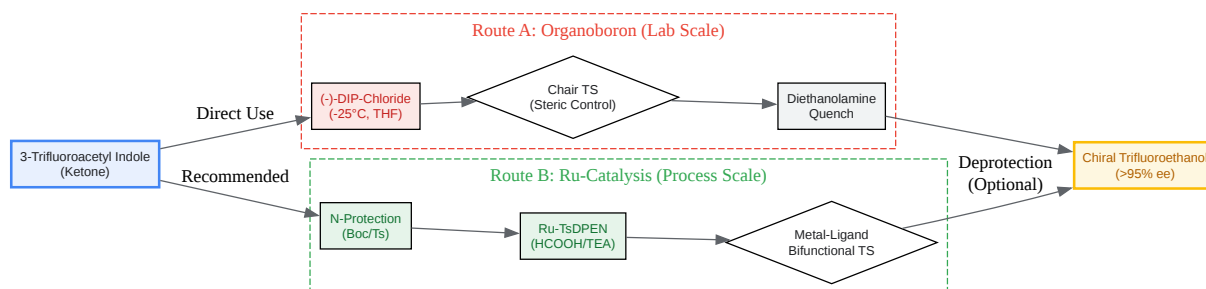 Route A: Organoboron (Lab Scale)
(-)-DIP-Chloride
(-25°C, THF)
Chair TS
(Steric Control)
Diethanolamine
Quench
Direct Use
3-Trifluoroacetyl Indole
(Ketone)
Recommended
Route B: Ru-Catalysis (Process Scale)
N-Protection
(Boc/Ts)
Ru-TsDPEN
(HCOOH/TEA)
Metal-Ligand
Bifunctional TS
Deprotection
(Optional)
Chiral Trifluoroethanol
(>95% ee)